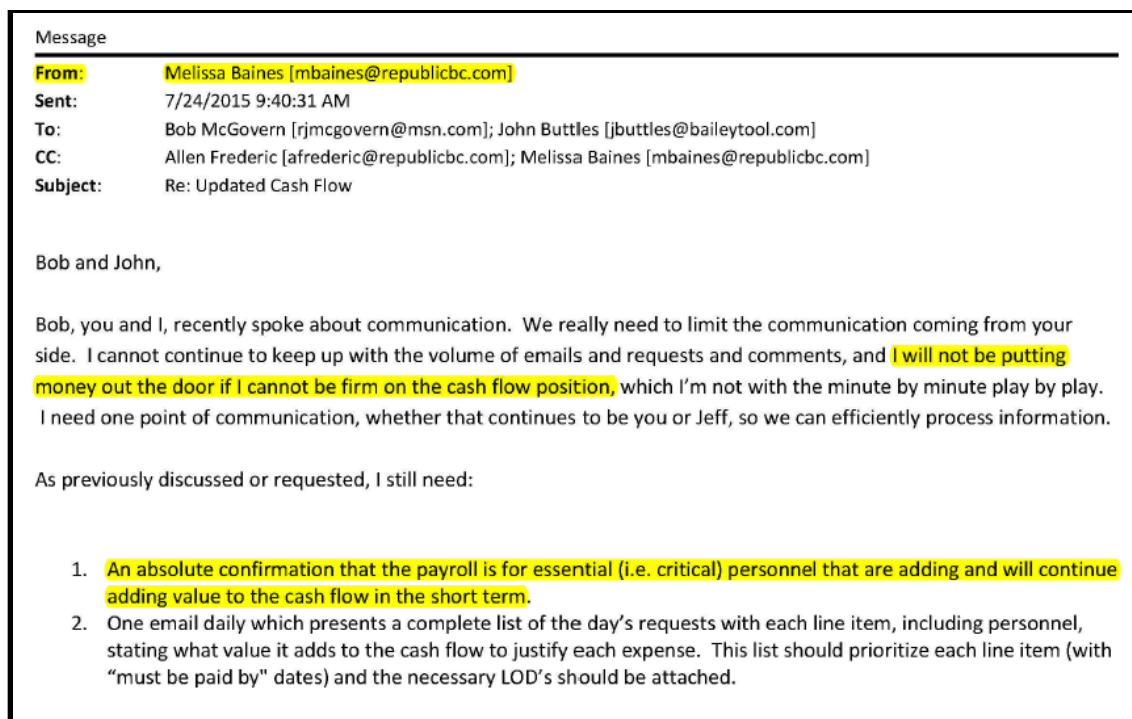 Message
From: Melissa Baines [mbaines@republicbc.com]
Sent: 7/24/2015 9:40:31 AM
To: Bob McGovern [rjmcgovern@msn.com]; John Buttles [jbuttles@baileytool.com]
CC: Allen Frederic [afrederic@republicbc.com]; Melissa Baines [mbaines@republicbc.com]
Subject: Re: Updated Cash Flow
Bob and John,
Bob, you and I, recently spoke about communication. We really need to limit the communication coming from your
side. I cannot continue to keep up with the volume of emails and requests and comments, and I will not be putting
money out the door if I cannot be firm on the cash flow position, which I'm not with the minute by minute play by play.
I need one point of communication, whether that continues to be you or Jeff, so we can efficiently process information.
As previously discussed or requested, I still need:
1. An absolute confirmation that the payroll is for essential (i.e. critical) personnel that are adding and will continue
adding value to the cash flow in the short term.
2. One email daily which presents a complete list of the day's requests with each line item, including personnel,
stating what value it adds to the cash flow to justify each expense. This list should prioritize each line item (with
“must be paid by" dates) and the necessary LOD's should be attached.